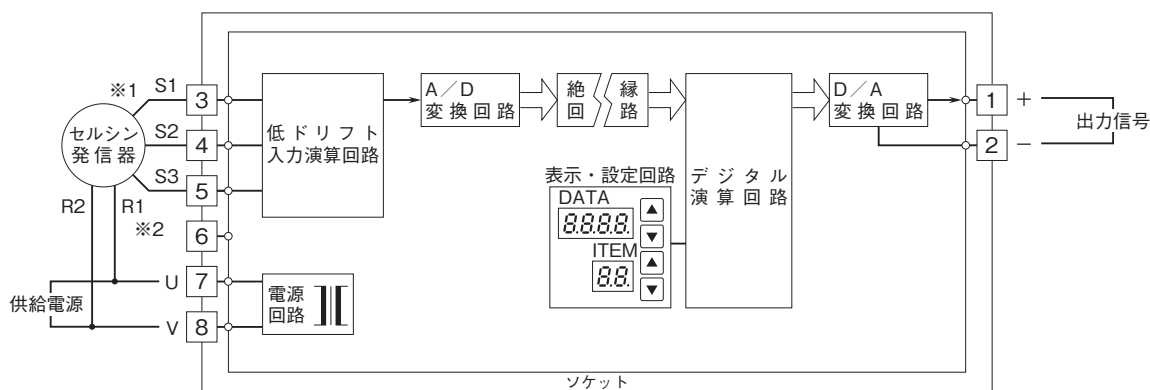 ※1
S1
3
セルシン
発信器
S2
4
S3
5
R2
R1
※2
6
U
7
供給電源
V
8
低ドリフト
入力演算回路
電源
回路
A／D
変換回路
絶
回
縁
路
表示・設定回路
DATA
8.8.8.8.
ITEM
8.8.
デジタル
演算回路
D／A
変換回路
1
+
2
−
出力信号
ソケット